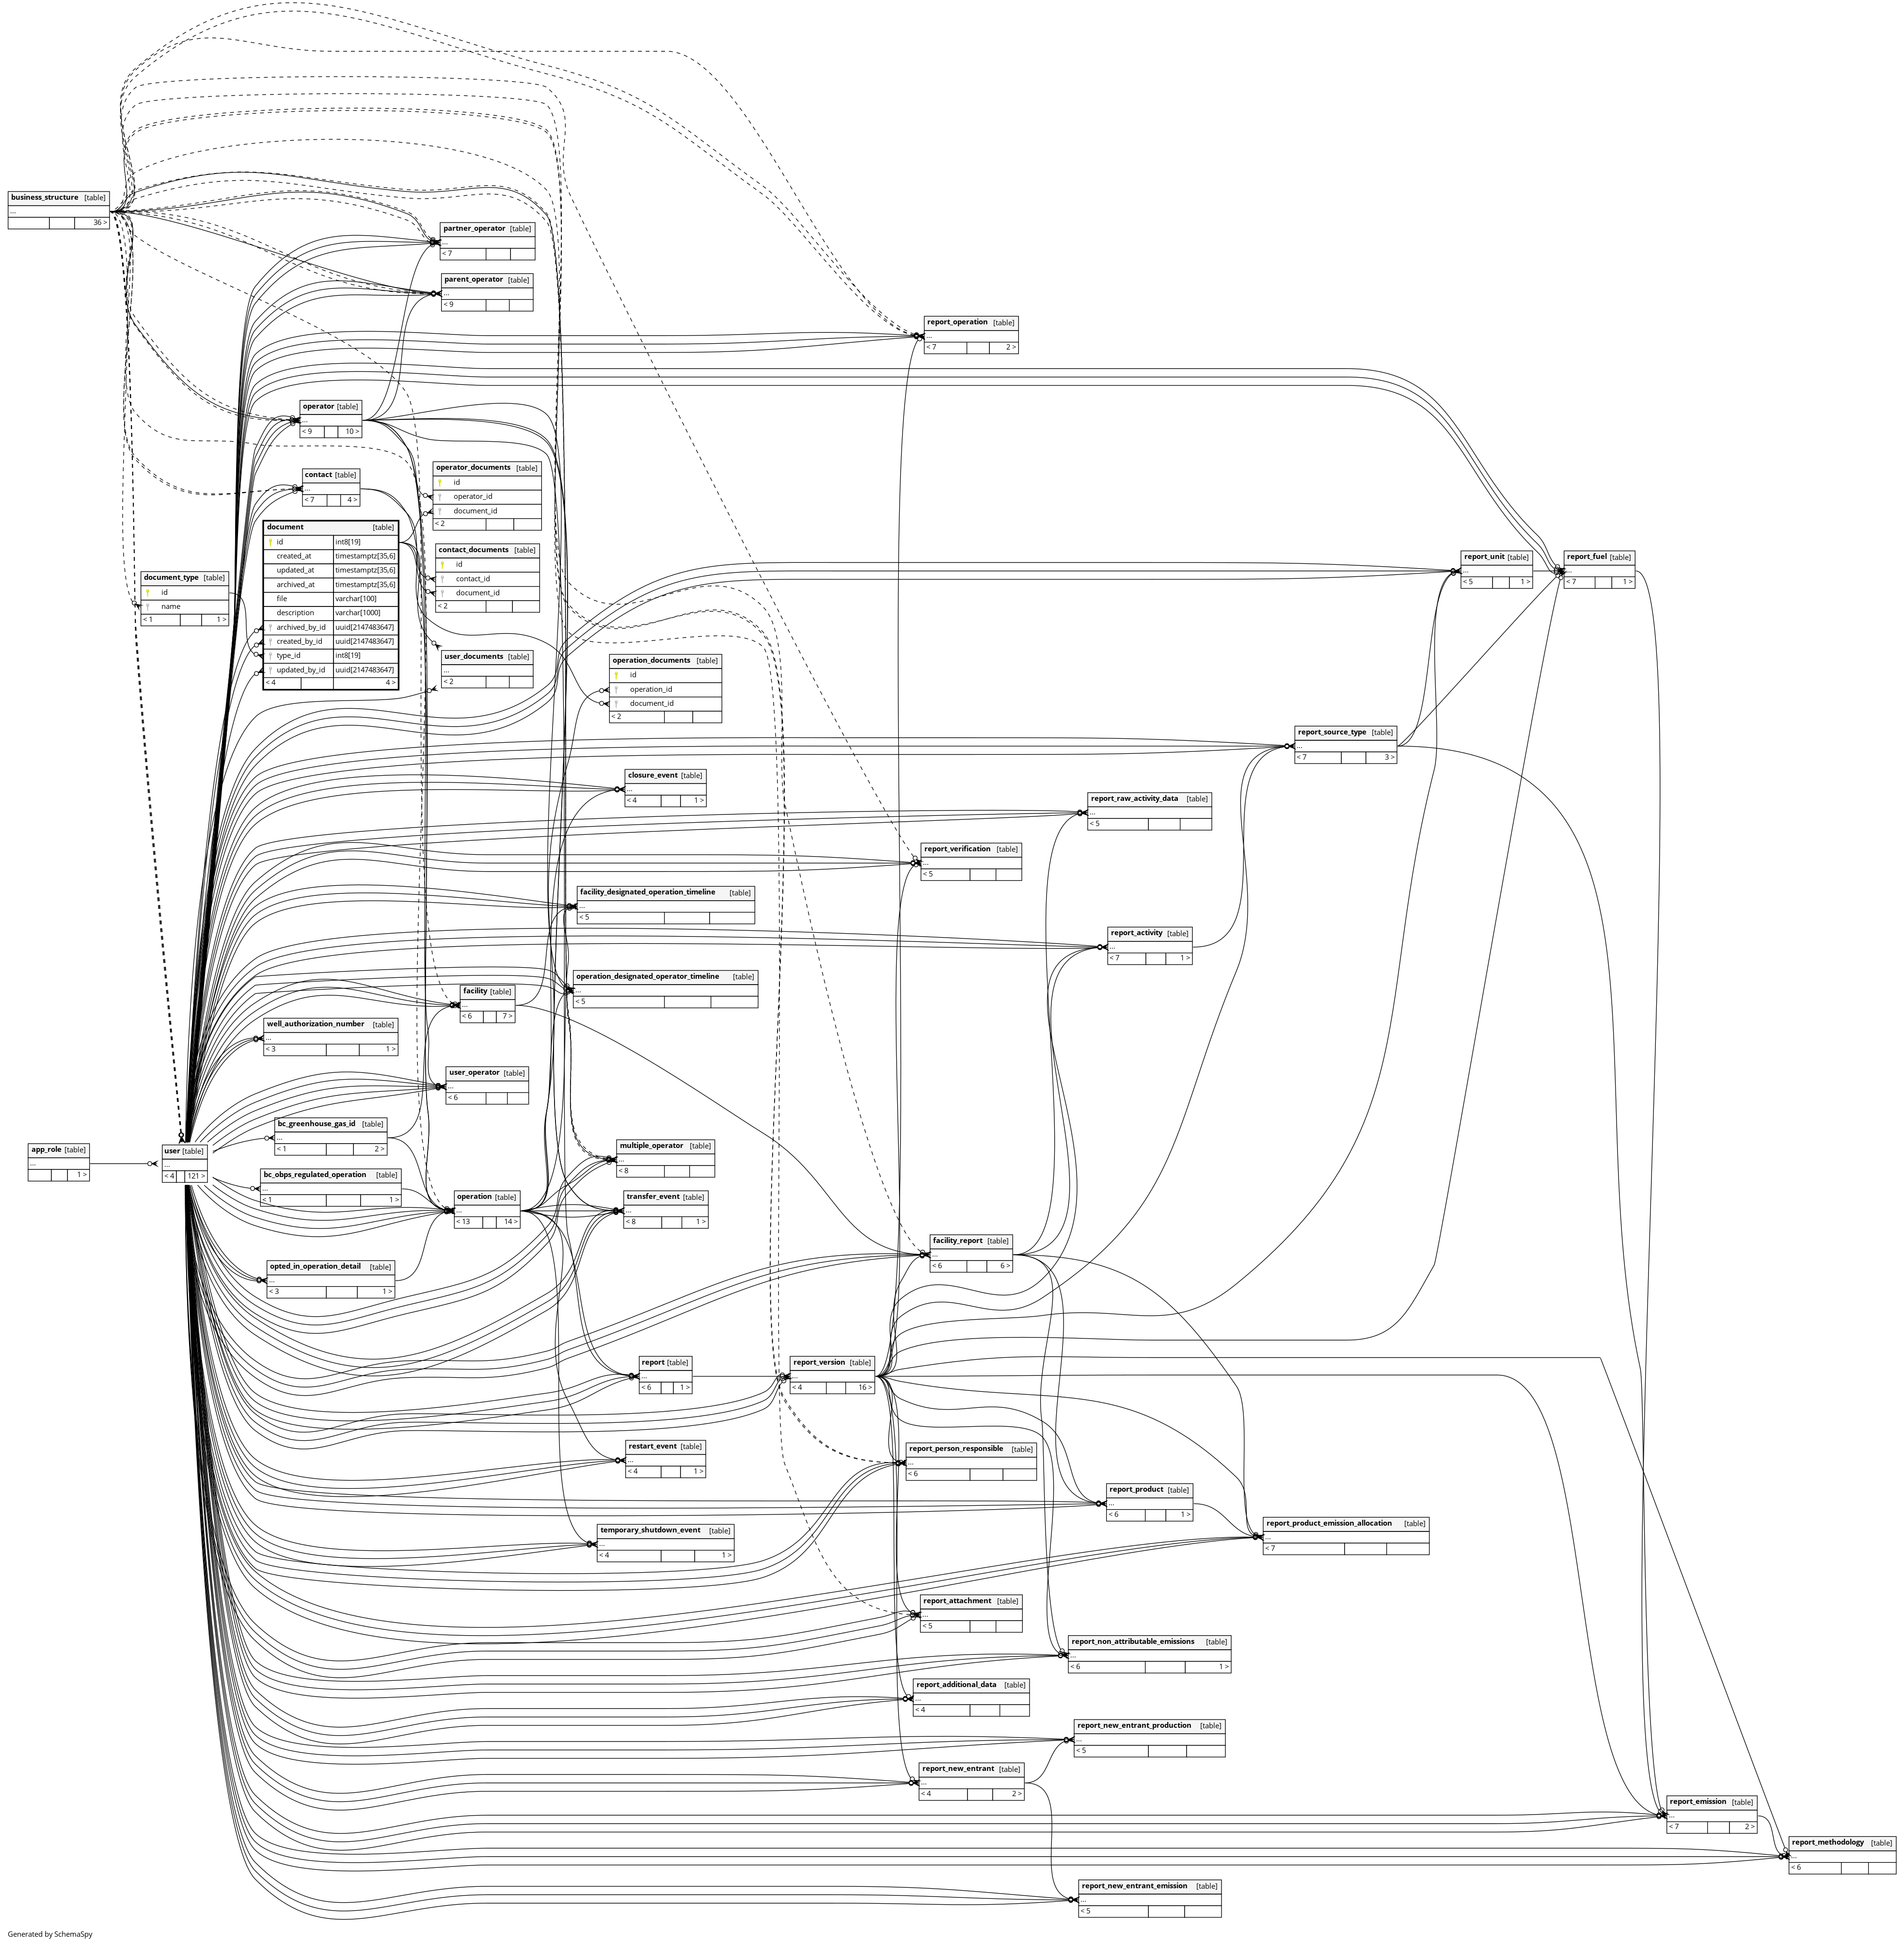 business_structure [table]
...
36 >
partner_operator [table]
...
< 7
parent_operator [table]
...
< 9
report_operation [table]
...
< 7 2 >
operator [table]
...
< 9 10 >
contact [table]
...
< 7 4 >
operator_documents [table]
id
operator_id
document_id
< 2
document [table]
id int8[19]
created_at timestamptz[35,6]
updated_at timestamptz[35,6]
archived_at timestamptz[35,6]
file varchar[100]
description varchar[1000]
archived_by_id uuid[2147483647]
created_by_id uuid[2147483647]
type_id int8[19]
updated_by_id uuid[2147483647]
< 4 4 >
contact_documents [table]
id
contact_id
document_id
< 2
document_type [table]
id
name
< 1 1 >
report_unit [table]
...
< 5 1 >
report_fuel [table]
...
< 7 1 >
user_documents [table]
...
< 2
operation_documents [table]
id
operation_id
document_id
< 2
report_source_type [table]
...
< 7 3 >
closure_event [table]
...
< 4 1 >
report_raw_activity_data [table]
...
< 5
report_verification [table]
...
< 5
facility_designated_operation_timeline [table]
...
< 5
report_activity [table]
...
< 7 1 >
operation_designated_operator_timeline [table]
...
< 5
facility [table]
...
< 6 7 >
well_authorization_number [table]
...
< 3 1 >
user_operator [table]
...
< 6
bc_greenhouse_gas_id [table]
...
< 1 2 >
app_role [table]
...
1 >
user [table]
...
< 4 121 >
multiple_operator [table]
...
< 8
bc_obps_regulated_operation [table]
...
< 1 1 >
operation [table]
...
< 13 14 >
transfer_event [table]
...
< 8 1 >
facility_report [table]
...
< 6 6 >
opted_in_operation_detail [table]
...
< 3 1 >
report [table]
...
< 6 1 >
report_version [table]
...
< 4 16 >
restart_event [table]
...
< 4 1 >
report_person_responsible [table]
...
< 6
report_product [table]
...
< 6 1 >
report_product_emission_allocation [table]
...
< 7
temporary_shutdown_event [table]
...
< 4 1 >
report_attachment [table]
...
< 5
report_non_attributable_emissions [table]
...
< 6 1 >
report_additional_data [table]
...
< 4
report_new_entrant_production [table]
...
< 5
report_new_entrant [table]
...
< 4 2 >
report_emission [table]
...
< 7 2 >
report_methodology [table]
...
< 6
report_new_entrant_emission [table]
...
< 5
Generated by SchemaSpy